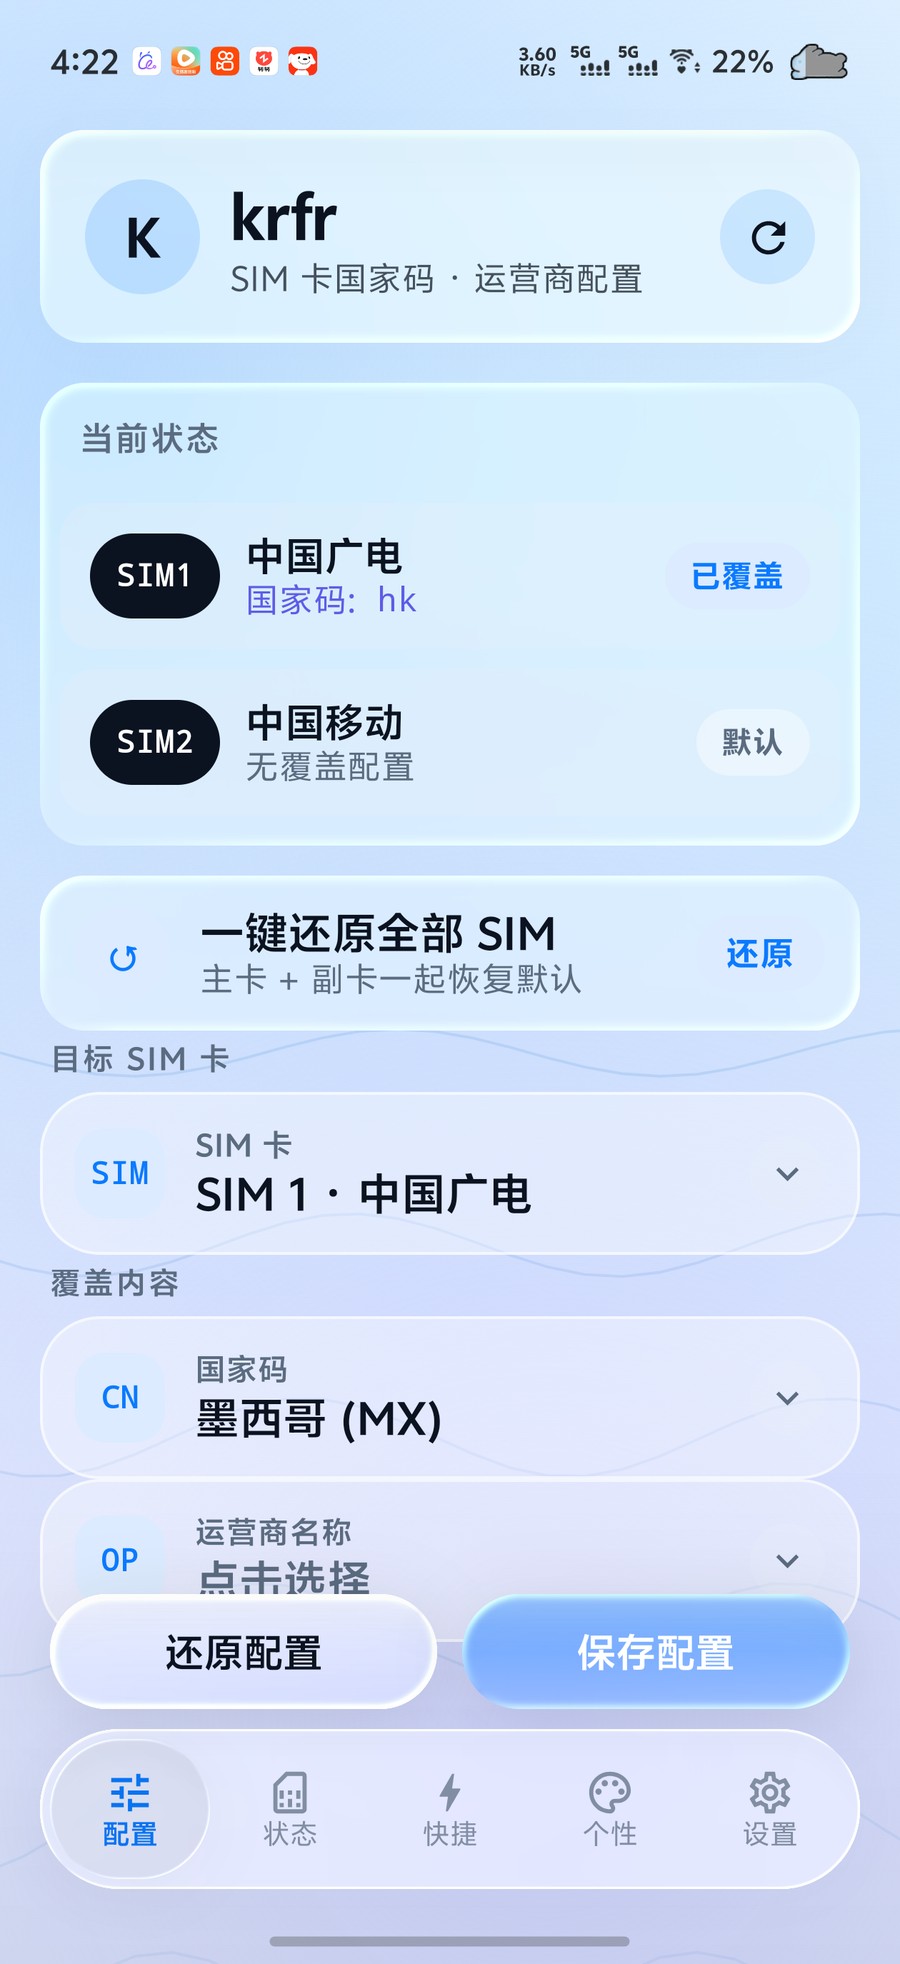 4:22
3.60 KB/s 5G 5G 22%
K
krfr
SIM 卡国家码 · 运营商配置
当前状态
SIM1
中国广电
国家码: hk
已覆盖
SIM2
中国移动
无覆盖配置
默认
一键还原全部 SIM
主卡 + 副卡一起恢复默认
还原
目标 SIM 卡
SIM
SIM 卡
SIM 1 · 中国广电
覆盖内容
CN
国家码
墨西哥 (MX)
OP
运营商名称
点击选择
还原配置
保存配置
配置
状态
快捷
个性
设置